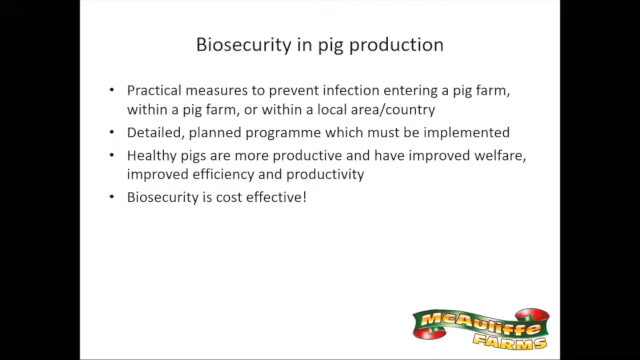 Biosecurity in pig production
• Practical measures to prevent infection entering a pig farm,
within a pig farm, or within a local area/country
• Detailed, planned programme which must be implemented
• Healthy pigs are more productive and have improved welfare,
improved efficiency and productivity
• Biosecurity is cost effective!
McAuliffe
FARMS